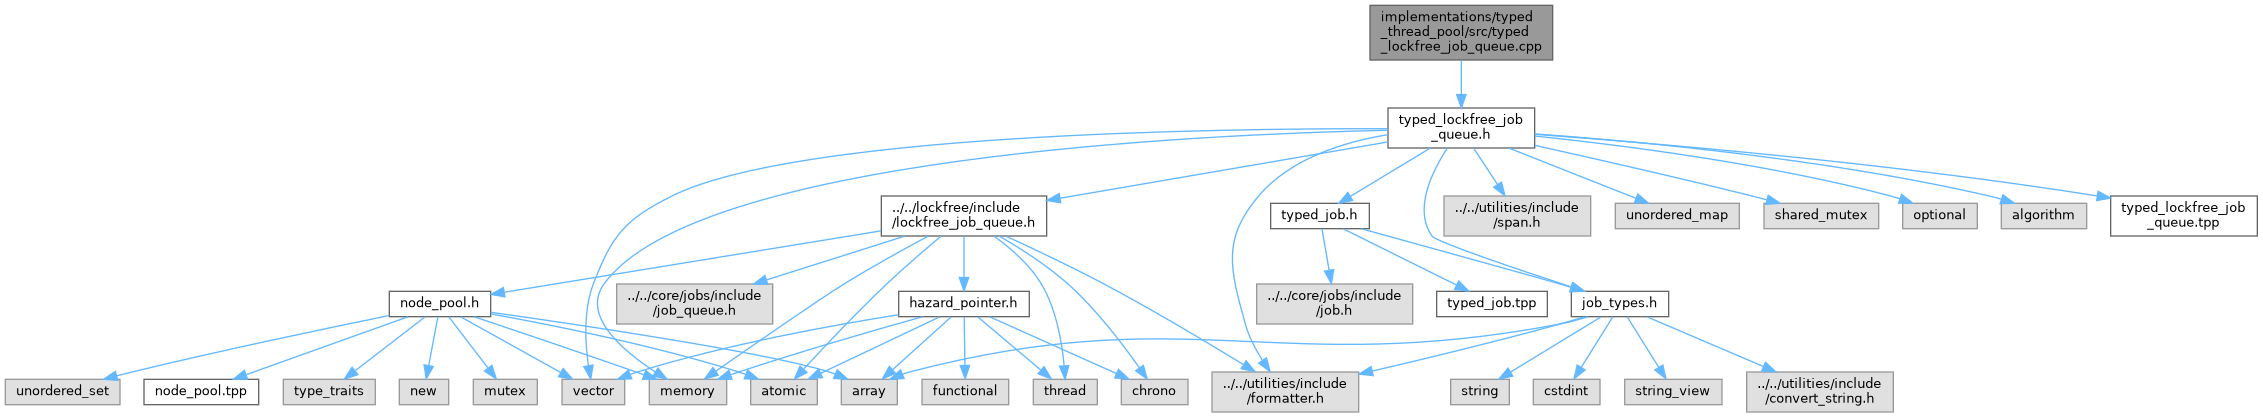 implementations/typed
_thread_pool/src/typed
_lockfree_job_queue.cpp
typed_lockfree_job
_queue.h
../../lockfree/include
/lockfree_job_queue.h
typed_job.h
../../utilities/include
/span.h
unordered_map
shared_mutex
optional
algorithm
typed_lockfree_job
_queue.tpp
node_pool.h
../../core/jobs/include
/job_queue.h
hazard_pointer.h
../../core/jobs/include
/job.h
typed_job.tpp
job_types.h
unordered_set
node_pool.tpp
type_traits
new
mutex
vector
memory
atomic
array
functional
thread
chrono
../../utilities/include
/formatter.h
string
cstdint
string_view
../../utilities/include
/convert_string.h